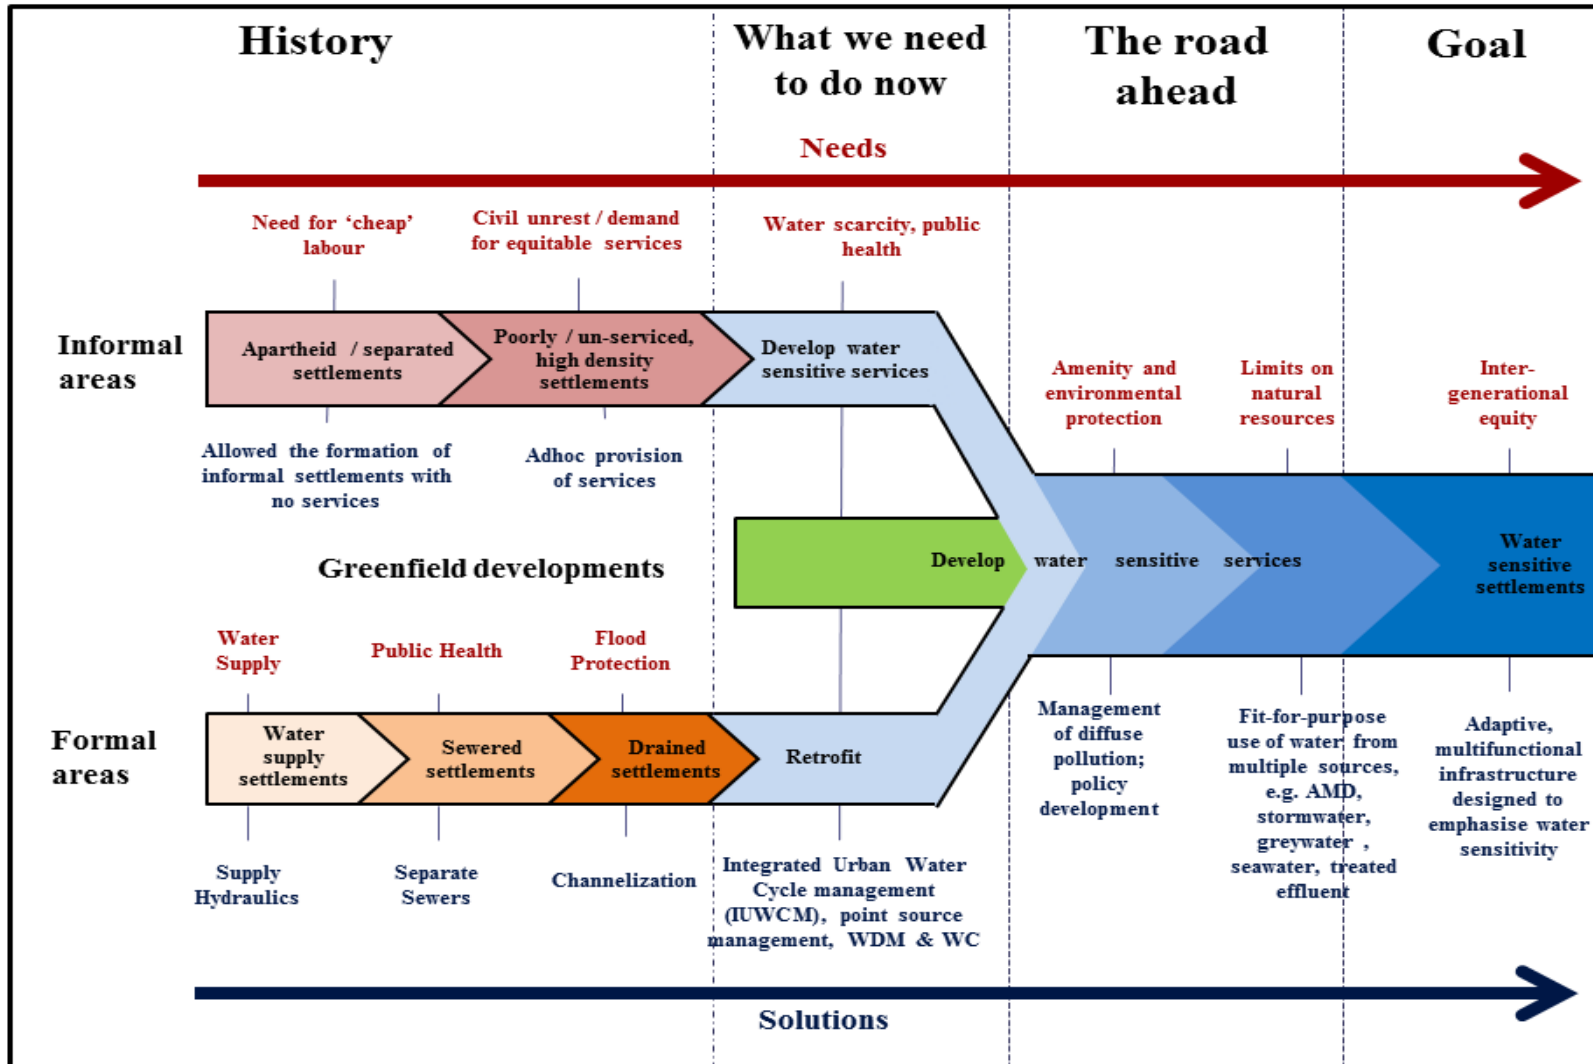 History
What we need
to do now
The road
ahead
Goal
Needs
Need for ‘cheap’
labour
Civil unrest / demand
for equitable services
Water scarcity, public
health
Informal
areas
Apartheid / separated
settlements
Poorly / un-serviced,
high density
settlements
Develop water
sensitive services
Amenity and
environmental
protection
Limits on
natural
resources
Inter-
generational
equity
Allowed the formation of
informal settlements with
no services
Adhoc provision
of services
Greenfield developments
Develop water sensitive services
Water
sensitive
settlements
Water
Supply
Public Health
Flood
Protection
Formal
areas
Water
supply
settlements
Sewered
settlements
Drained
settlements
Retrofit
Management
of diffuse
pollution;
policy
development
Fit-for-purpose
use of water from
multiple sources,
e.g. AMD,
stormwater,
greywater ,
seawater, treated
effluent
Adaptive,
multifunctional
infrastructure
designed to
emphasise water
sensitivity
Supply
Hydraulics
Separate
Sewers
Channelization
Integrated Urban Water
Cycle management
(IUWCM), point source
management, WDM & WC
Solutions